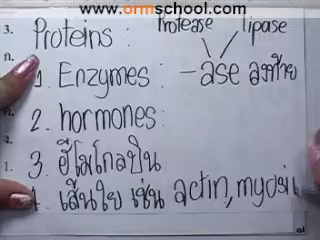 www.ormschool.com
3.
Protease lipase
Proteins :
1. Enzymes : -ase ลงท้าย
2. hormones :
3. ฮีโมโกลบิน
4. เส้นใย เช่น actin, myosin